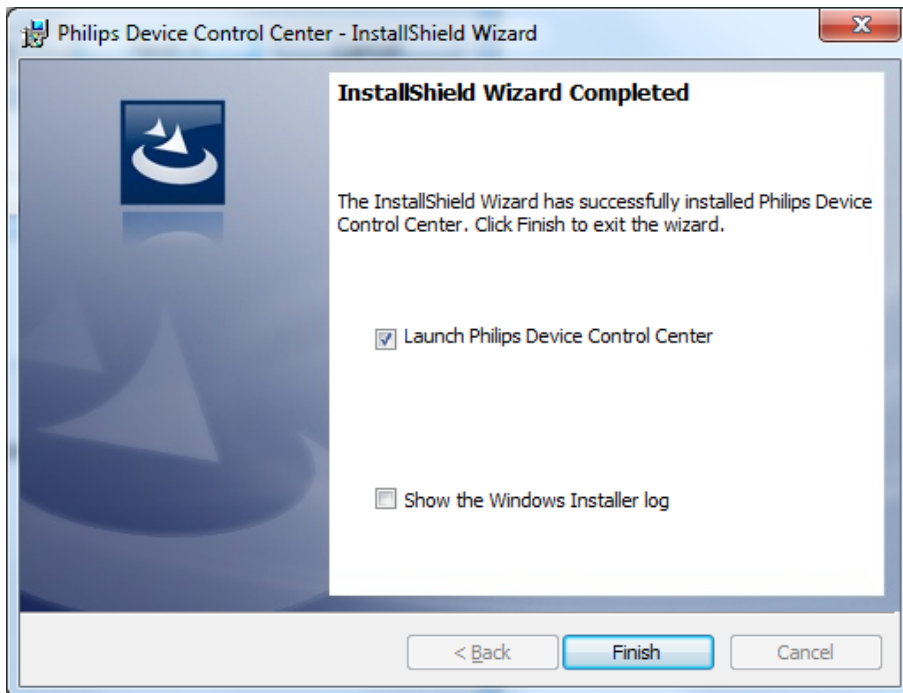 Philips Device Control Center - InstallShield Wizard
InstallShield Wizard Completed
The InstallShield Wizard has successfully installed Philips Device
Control Center. Click Finish to exit the wizard.
Launch Philips Device Control Center
Show the Windows Installer log
< Back
Finish
Cancel